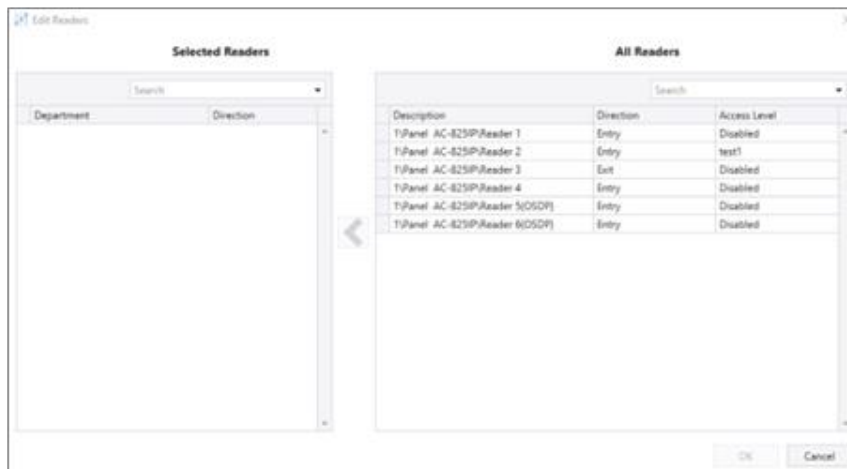 Edit Readers
Selected Readers
All Readers
Search
Search
Department Direction
Description Direction Access Level
1\Panel AC-825IP\Reader 1 Entry Disabled
1\Panel AC-825IP\Reader 2 Entry test1
1\Panel AC-825IP\Reader 3 Exit Disabled
1\Panel AC-825IP\Reader 4 Entry Disabled
1\Panel AC-825IP\Reader 5(OSDP) Entry Disabled
1\Panel AC-825IP\Reader 6(OSDP) Entry Disabled
OK Cancel